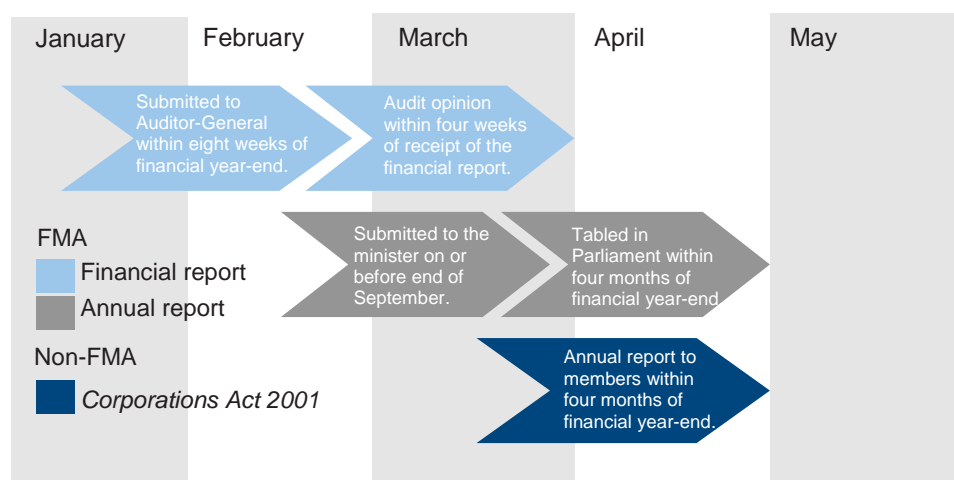 January
February
March
April
May
Submitted to
Auditor-General
within eight weeks of
financial year-end.
Audit opinion
within four weeks
of receipt of the
financial report.
Submitted to the
minister on or
before end of
September.
Tabled in
Parliament within
four months of
financial year-end
FMA
Financial report
Annual report
Non-FMA
Corporations Act 2001
Annual report to
members within
four months of
financial year-end.